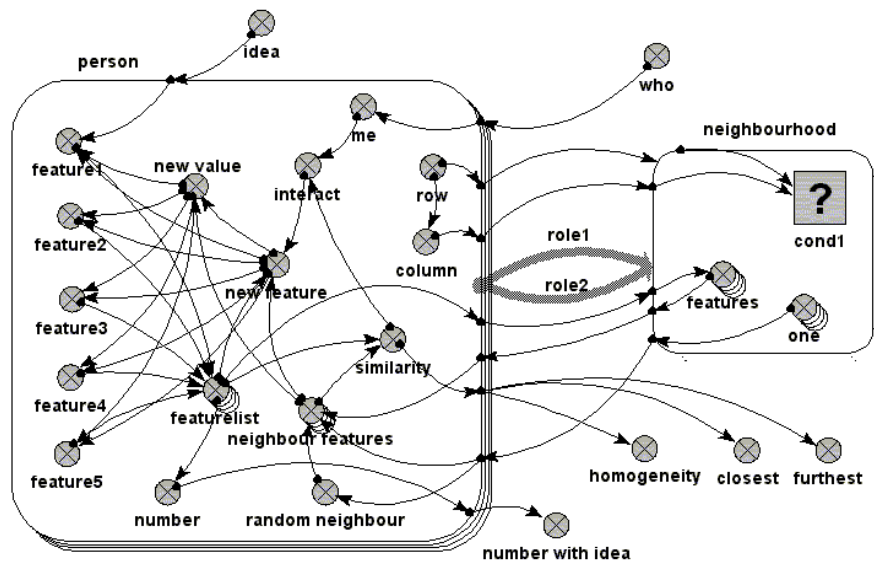 idea
person
who
me
neighbourhood
feature1
new value
interact
row
?
feature2
role1
cond1
column
new feature
role2
features
feature3
one
similarity
feature4
featurelist
neighbour features
homogeneity
closest
furthest
feature5
number
random neighbour
number with idea